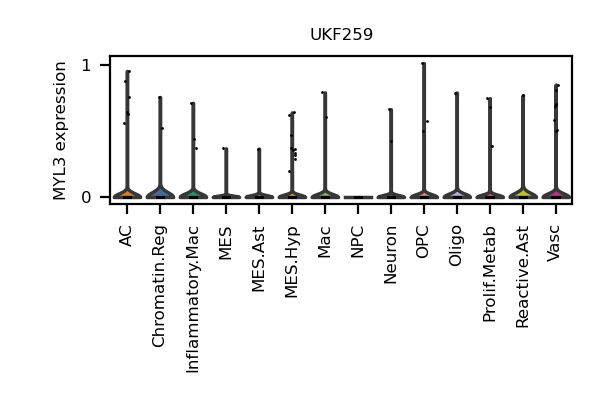 UKF259
MYL3 expression
1
0
AC
Chromatin.Reg
Inflammatory.Mac
MES
MES.Ast
MES.Hyp
Mac
NPC
Neuron
OPC
Oligo
Prolif.Metab
Reactive.Ast
Vasc